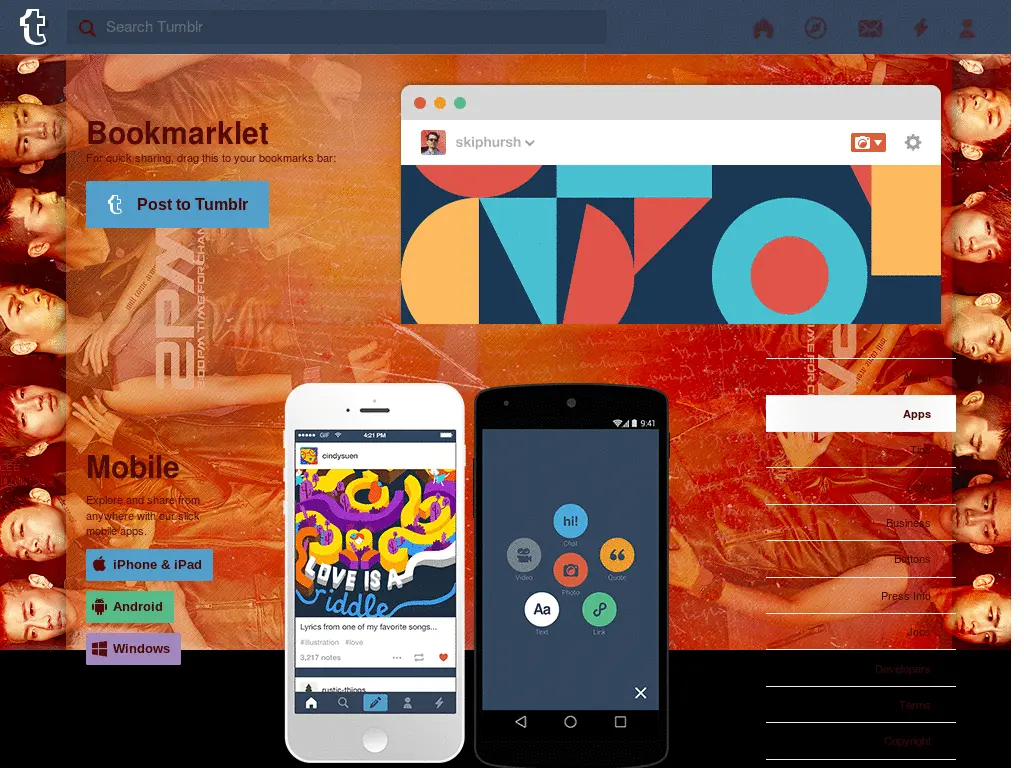 Search Tumblr
Bookmarklet
For quick sharing, drag this to your bookmarks bar:
Post to Tumblr
skiphursh
2PM
Mobile
Explore and share from
anywhere with our slick
mobile apps.
iPhone & iPad
Android
Windows
GIF
4:21 PM
cindysuen
LOVE IS A
riddle
Lyrics from one of my favorite songs...
#illustration #love
3,217 notes
rustic-things
9:41
hi!
Chat
Video
Photo
Quote
Aa
Text
Link
Apps
Business
Buttons
Press Info
Jobs
Developers
Terms
Copyright